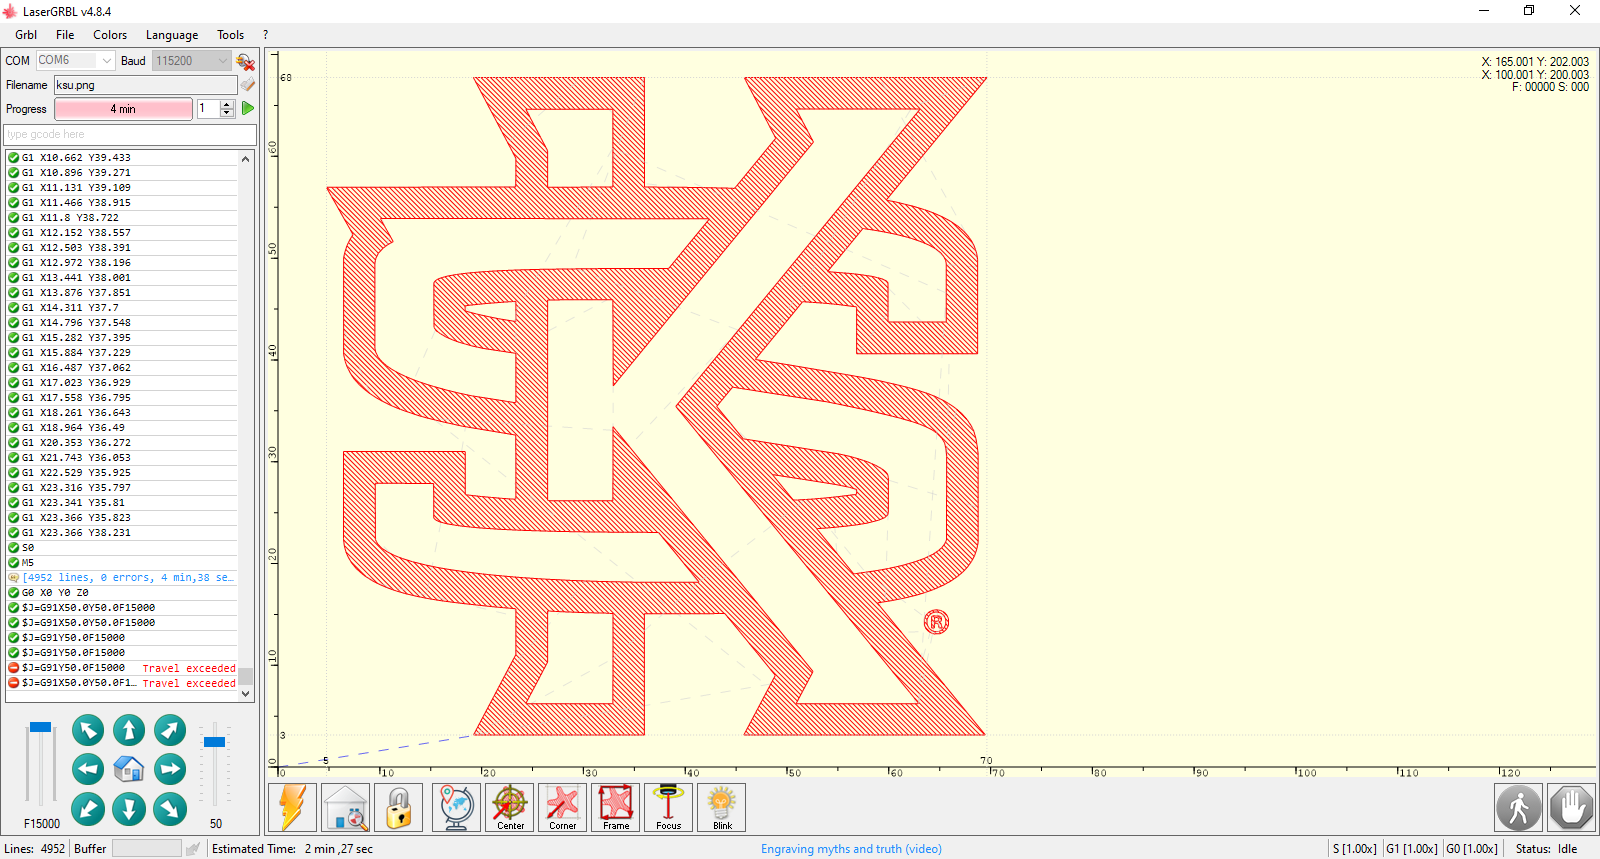 LaserGRBL v4.8.4
Grbl File Colors Language Tools ?
COM COM6 Baud 115200
Filename ksu.png
Progress 4 min 1
type gcode here
G1 X10.662 Y39.433
G1 X10.896 Y39.271
G1 X11.131 Y39.109
G1 X11.466 Y38.915
G1 X11.8 Y38.722
G1 X12.152 Y38.557
G1 X12.503 Y38.391
G1 X12.972 Y38.196
G1 X13.441 Y38.001
G1 X13.876 Y37.851
G1 X14.311 Y37.7
G1 X14.796 Y37.548
G1 X15.282 Y37.395
G1 X15.884 Y37.229
G1 X16.487 Y37.062
G1 X17.023 Y36.929
G1 X17.558 Y36.795
G1 X18.261 Y36.643
G1 X18.964 Y36.49
G1 X20.353 Y36.272
G1 X21.743 Y36.053
G1 X22.529 Y35.925
G1 X23.316 Y35.797
G1 X23.341 Y35.81
G1 X23.366 Y35.823
G1 X23.366 Y38.231
S0
M5
[4952 lines, 0 errors, 4 min,38 se...
G0 X0 Y0 Z0
$J=G91X50.0Y50.0F15000
$J=G91X50.0Y50.0F15000
$J=G91Y50.0F15000
$J=G91Y50.0F15000
$J=G91Y50.0F15000 Travel exceeded
$J=G91X50.0Y50.0F1... Travel exceeded
F15000 50
X: 165.001 Y: 202.003
X: 100.001 Y: 200.003
F: 00000 S: 000
68
60
50
40
30
20
10
3
0
KSU
®
5 70
0 10 20 30 40 50 60 70 80 90 100 110 120
Center Corner Frame Focus Blink
Lines: 4952 Buffer Estimated Time: 2 min ,27 sec Engraving myths and truth (video) S [1.00x] G1 [1.00x] G0 [1.00x] Status: Idle